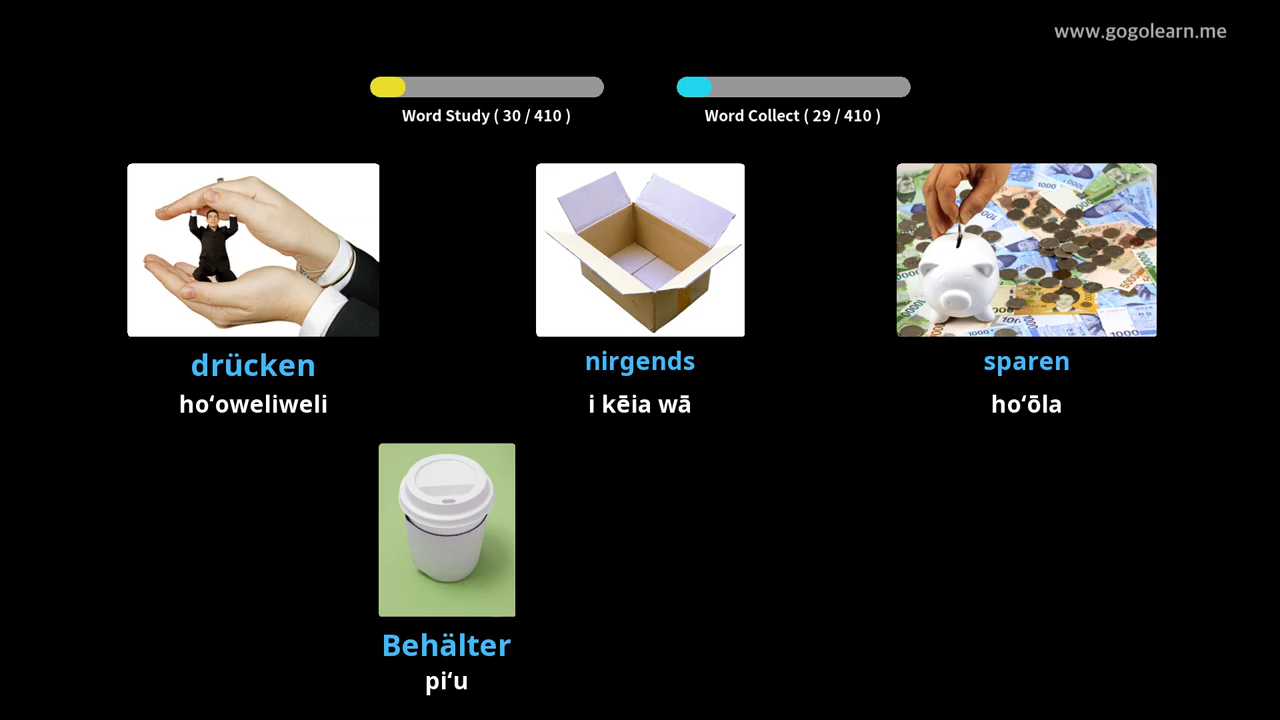 www.gogolearn.me
Word Study ( 30 / 410 )
Word Collect ( 29 / 410 )
drücken
hoʻoweliweli
nirgends
i kēia wā
sparen
hoʻōla
Behälter
piʻu